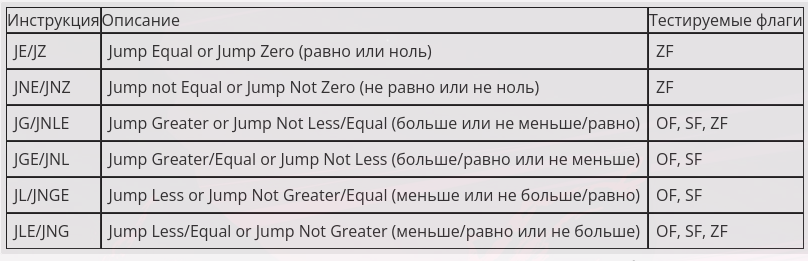 Инструкция Описание Тестируемые флаги
JE/JZ Jump Equal or Jump Zero (равно или ноль) ZF
JNE/JNZ Jump not Equal or Jump Not Zero (не равно или не ноль) ZF
JG/JNLE Jump Greater or Jump Not Less/Equal (больше или не меньше/равно) OF, SF, ZF
JGE/JNL Jump Greater/Equal or Jump Not Less (больше/равно или не меньше) OF, SF
JL/JNGE Jump Less or Jump Not Greater/Equal (меньше или не больше/равно) OF, SF
JLE/JNG Jump Less/Equal or Jump Not Greater (меньше/равно или не больше) OF, SF, ZF